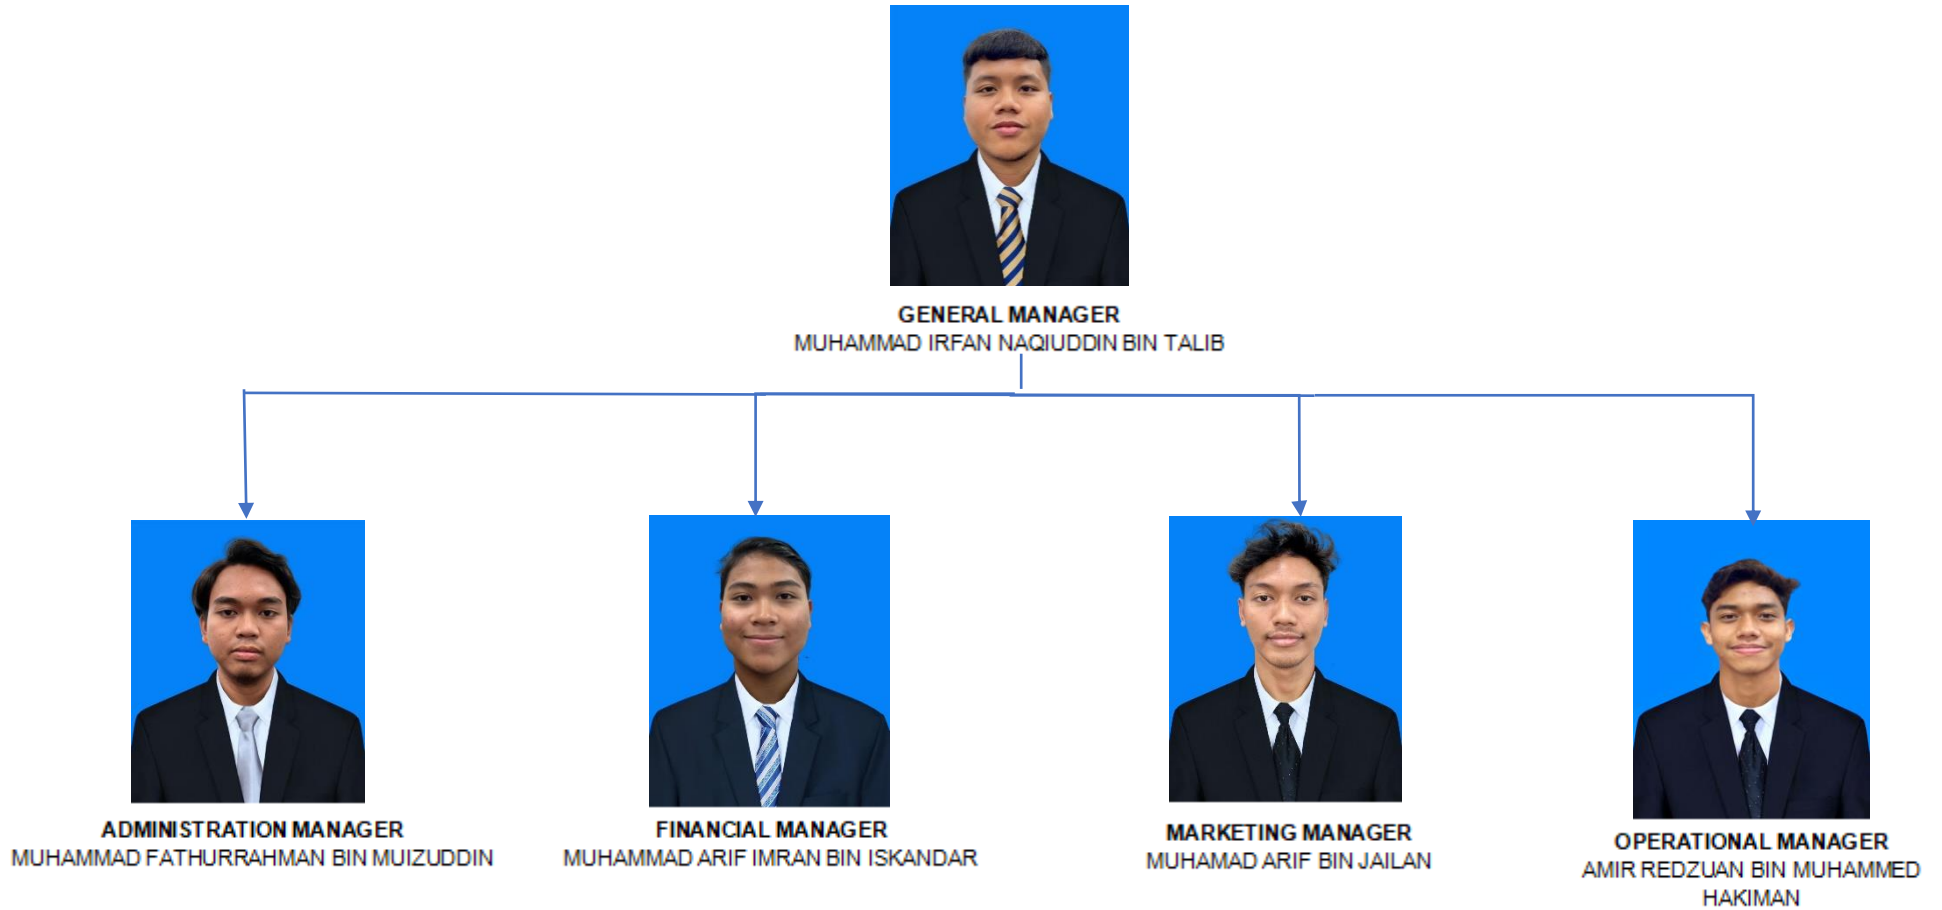 GENERAL MANAGER
MUHAMMAD IRFAN NAQIUDDIN BIN TALIB
ADMINISTRATION MANAGER
MUHAMMAD FATHURRAHMAN BIN MUIZUDDIN
FINANCIAL MANAGER
MUHAMMAD ARIF IMRAN BIN ISKANDAR
MARKETING MANAGER
MUHAMAD ARIF BIN JAILAN
OPERATIONAL MANAGER
AMIR REDZUAN BIN MUHAMMED
HAKIMAN